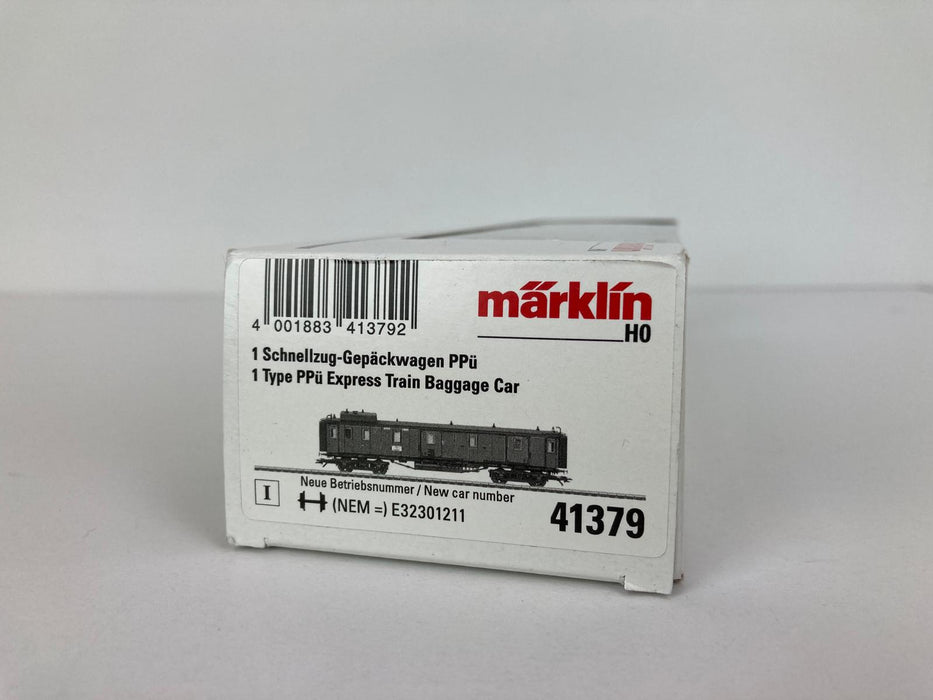 4 001883 413792
märklin
H0
1 Schnellzug-Gepäckwagen PPü
1 Type PPü Express Train Baggage Car
I
Neue Betriebsnummer / New car number
(NEM =) E32301211
41379